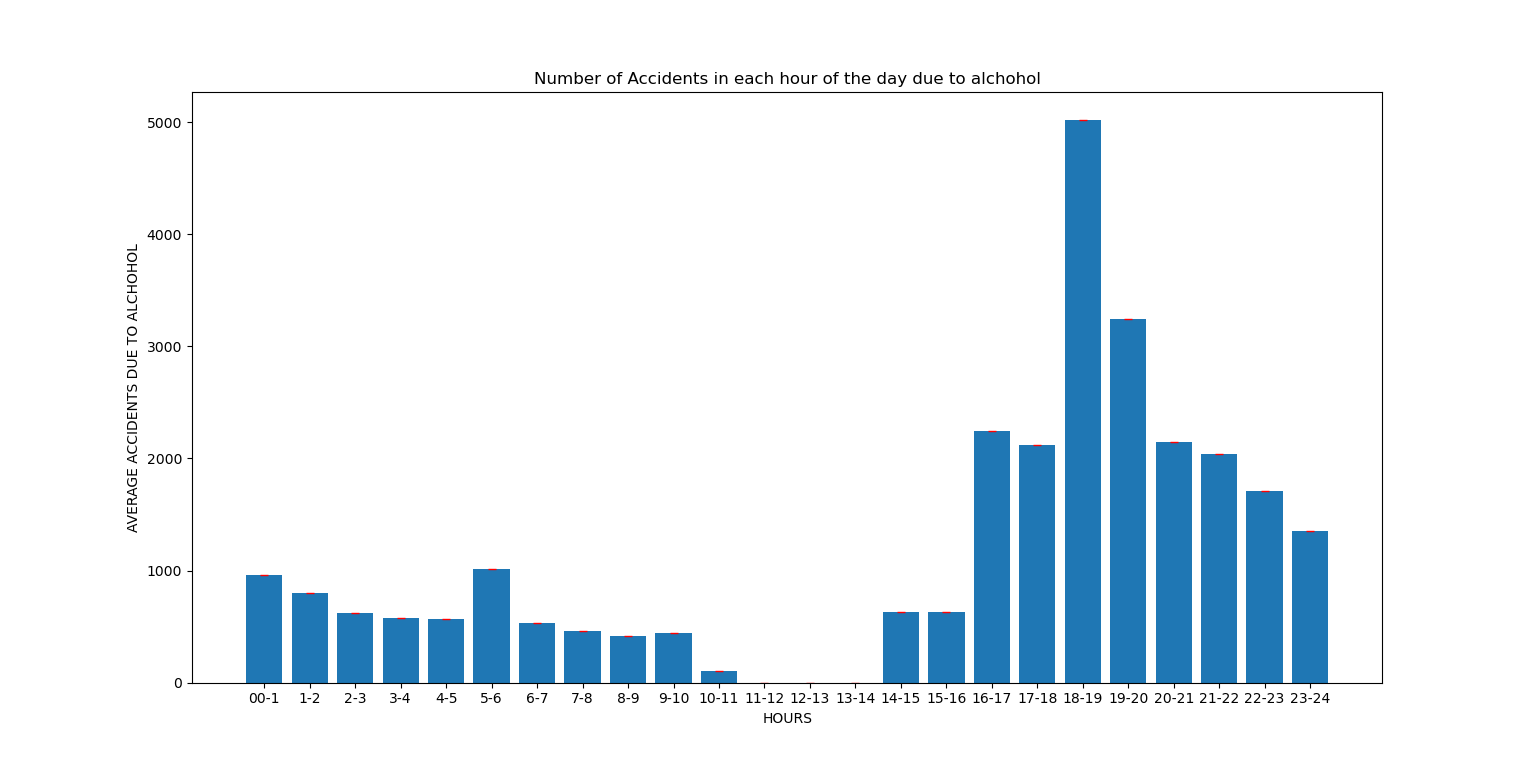 Number of Accidents in each hour of the day due to alchohol
AVERAGE ACCIDENTS DUE TO ALCHOHOL
5000
4000
3000
2000
1000
0
00-1 1-2 2-3 3-4 4-5 5-6 6-7 7-8 8-9 9-10 10-11 11-12 12-13 13-14 14-15 15-16 16-17 17-18 18-19 19-20 20-21 21-22 22-23 23-24
HOURS